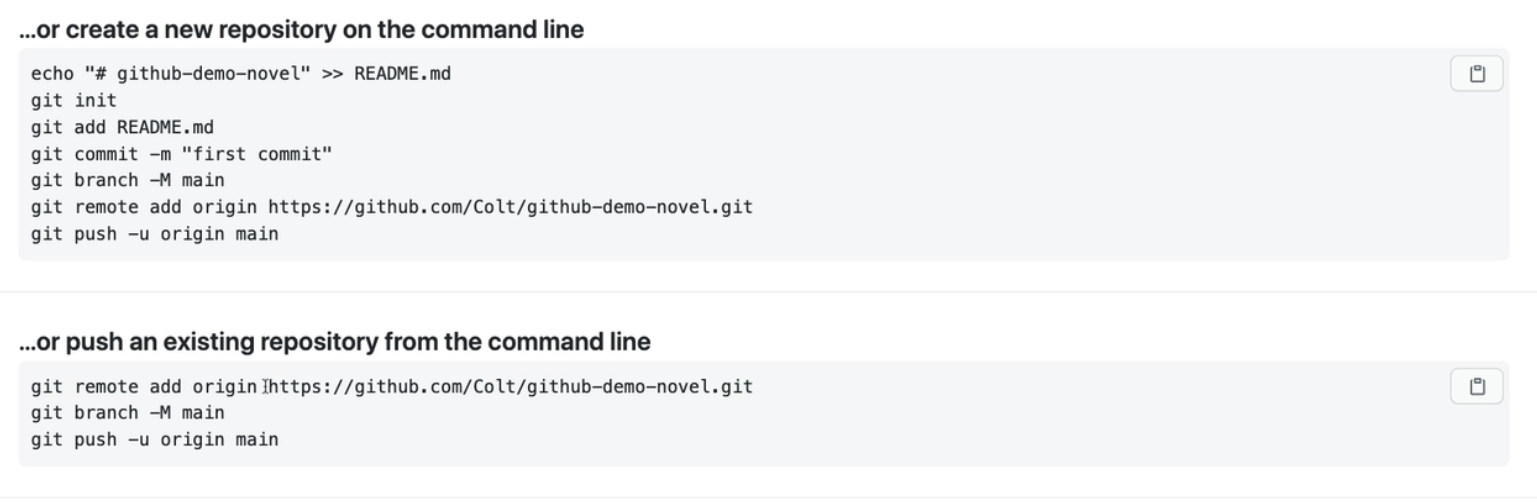 ...or create a new repository on the command line
echo "# github-demo-novel" >> README.md
git init
git add README.md
git commit -m "first commit"
git branch -M main
git remote add origin https://github.com/Colt/github-demo-novel.git
git push -u origin main
...or push an existing repository from the command line
git remote add origin https://github.com/Colt/github-demo-novel.git
git branch -M main
git push -u origin main